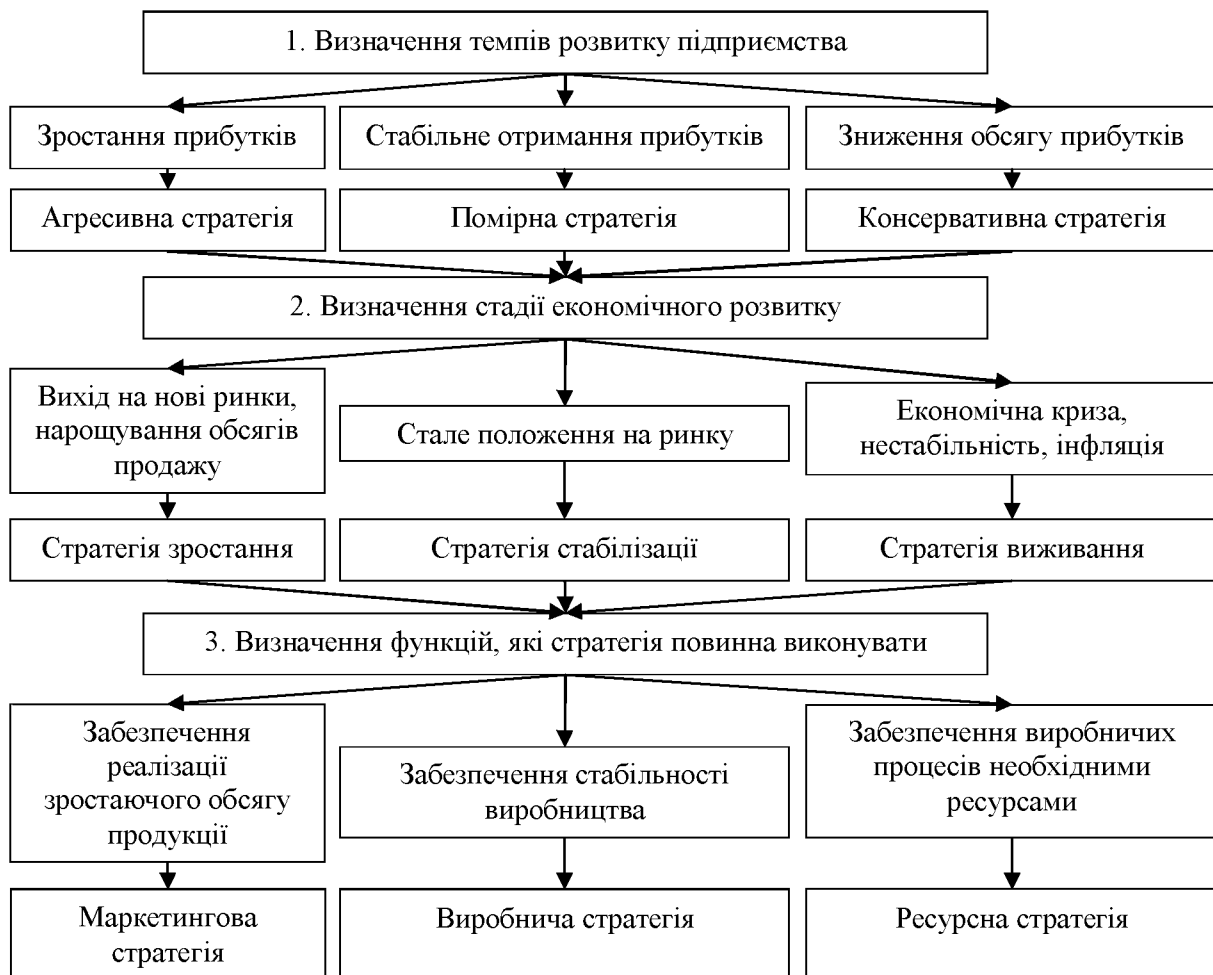 1. Визначення темпів розвитку підприємства
Зростання прибутків
Стабільне отримання прибутків
Зниження обсягу прибутків
Агресивна стратегія
Помірна стратегія
Консервативна стратегія
2. Визначення стадії економічного розвитку
Вихід на нові ринки,
нарощування обсягів
продажу
Стале положення на ринку
Економічна криза,
нестабільність, інфляція
Стратегія зростання
Стратегія стабілізації
Стратегія виживання
3. Визначення функцій, які стратегія повинна виконувати
Забезпечення
реалізації
зростаючого обсягу
продукції
Забезпечення стабільності
виробництва
Забезпечення виробничих
процесів необхідними
ресурсами
Маркетингова
стратегія
Виробнича стратегія
Ресурсна стратегія